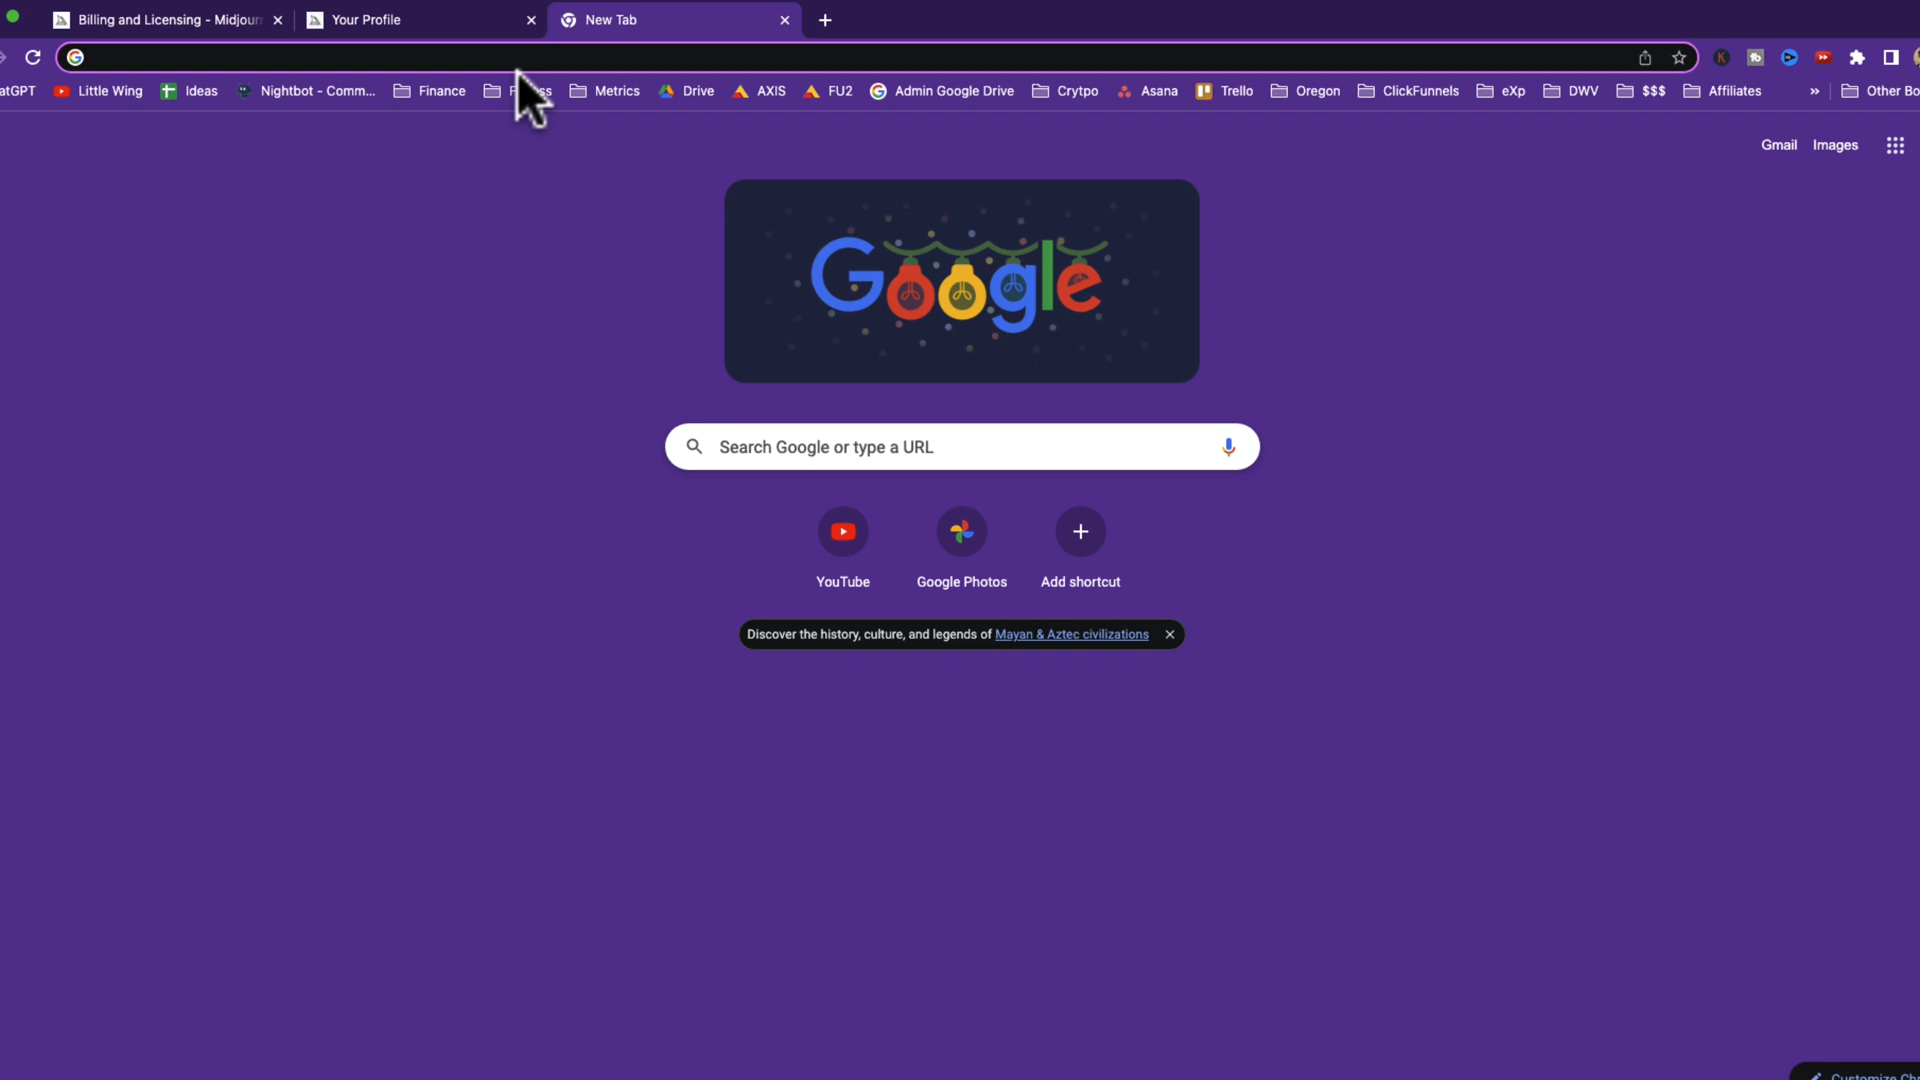 Billing and Licensing - Midjour
Your Profile
New Tab
atGPT
Little Wing
Ideas
Nightbot - Comm...
Finance
Metrics
Drive
AXIS
FU2
Admin Google Drive
Crytpo
Asana
Trello
Oregon
ClickFunnels
eXp
DWV
$$$
Affiliates
»
Other Bo
Gmail
Images
Google
Search Google or type a URL
YouTube
Google Photos
Add shortcut
Discover the history, culture, and legends of Mayan & Aztec civilizations